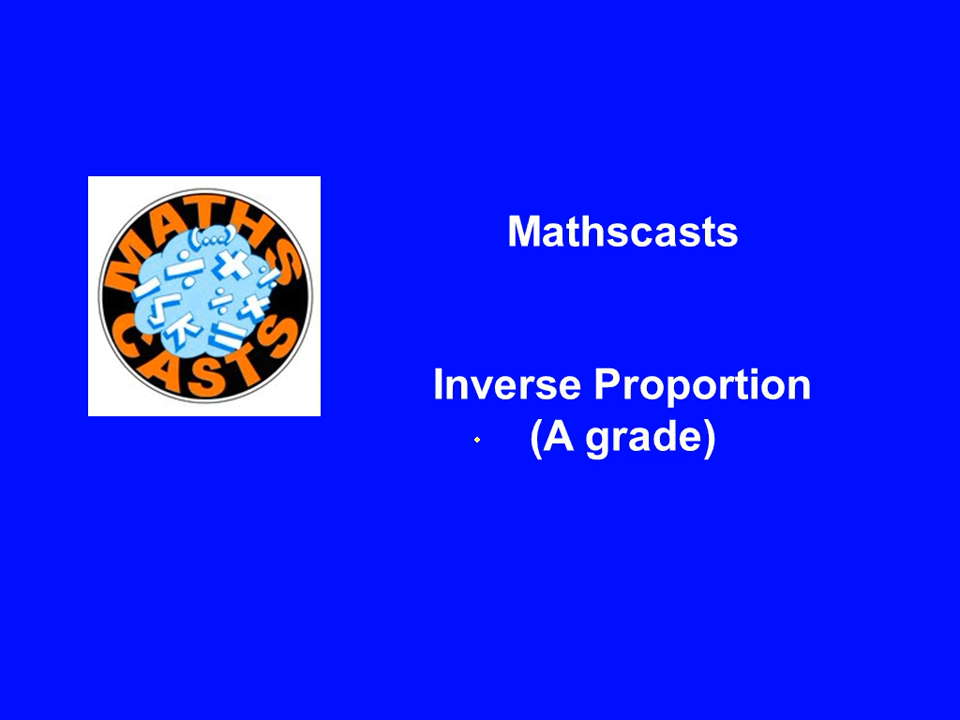 MATHS
CASTS
Mathscasts
Inverse Proportion
(A grade)